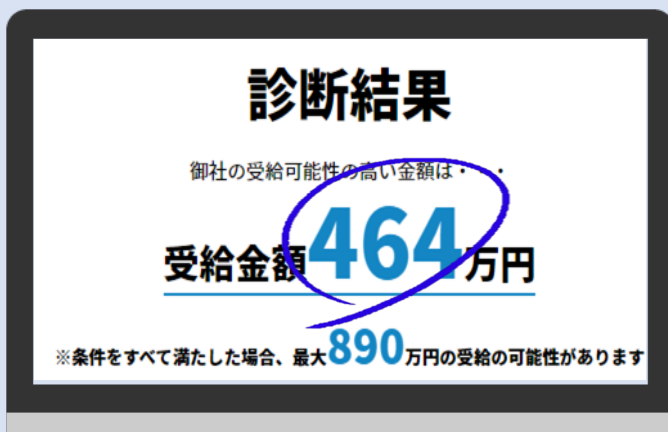 診断結果
御社の受給可能性の高い金額は・・・
受給金額464万円
※条件をすべて満たした場合、最大890万円の受給の可能性があります